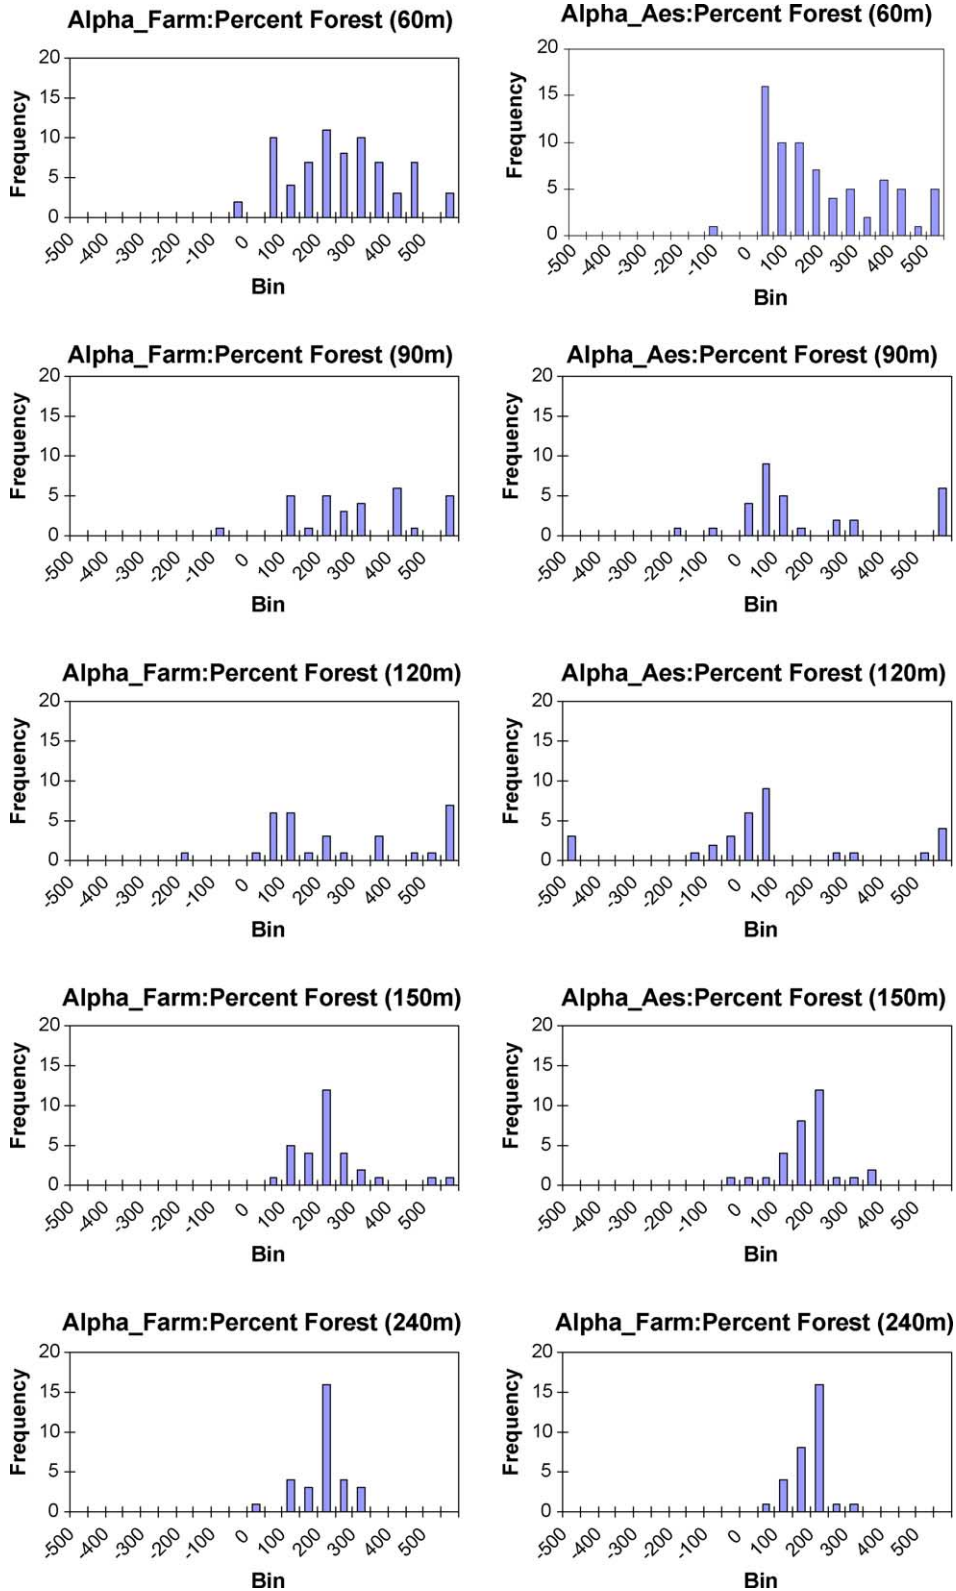 Alpha_Farm:Percent Forest (60m)
Frequency
20
15
10
5
0
-500 -400 -300 -200 -100 0 100 200 300 400 500
Bin
Alpha_Aes:Percent Forest (60m)
Frequency
20
15
10
5
0
-500 -400 -300 -200 -100 0 100 200 300 400 500
Bin
Alpha_Farm:Percent Forest (90m)
Frequency
20
15
10
5
0
-500 -400 -300 -200 -100 0 100 200 300 400 500
Bin
Alpha_Aes:Percent Forest (90m)
Frequency
20
15
10
5
0
-500 -400 -300 -200 -100 0 100 200 300 400 500
Bin
Alpha_Farm:Percent Forest (120m)
Frequency
20
15
10
5
0
-500 -400 -300 -200 -100 0 100 200 300 400 500
Bin
Alpha_Aes:Percent Forest (120m)
Frequency
20
15
10
5
0
-500 -400 -300 -200 -100 0 100 200 300 400 500
Bin
Alpha_Farm:Percent Forest (150m)
Frequency
20
15
10
5
0
-500 -400 -300 -200 -100 0 100 200 300 400 500
Bin
Alpha_Aes:Percent Forest (150m)
Frequency
20
15
10
5
0
-500 -400 -300 -200 -100 0 100 200 300 400 500
Bin
Alpha_Farm:Percent Forest (240m)
Frequency
20
15
10
5
0
-500 -400 -300 -200 -100 0 100 200 300 400 500
Bin
Alpha_Farm:Percent Forest (240m)
Frequency
20
15
10
5
0
-500 -400 -300 -200 -100 0 100 200 300 400 500
Bin